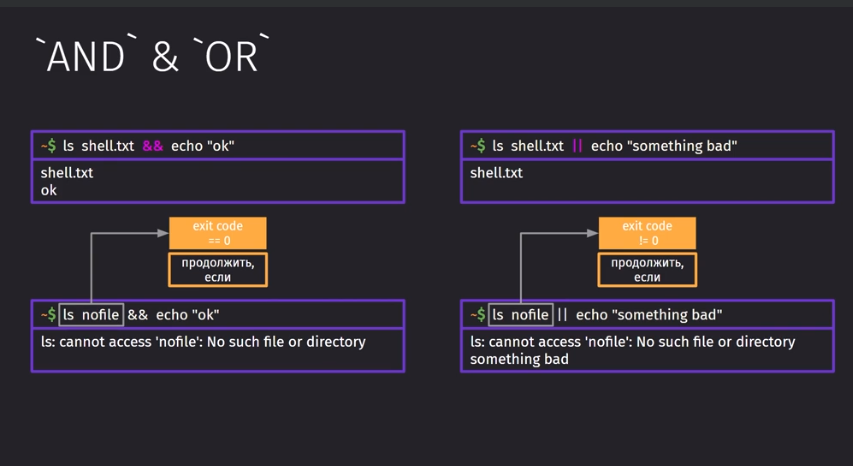 `AND` & `OR`
~$ ls shell.txt && echo "ok"
shell.txt
ok
exit code
== 0
продолжить,
если
~$ ls nofile && echo "ok"
ls: cannot access 'nofile': No such file or directory
~$ ls shell.txt || echo "something bad"
shell.txt
exit code
!= 0
продолжить,
если
~$ ls nofile || echo "something bad"
ls: cannot access 'nofile': No such file or directory
something bad